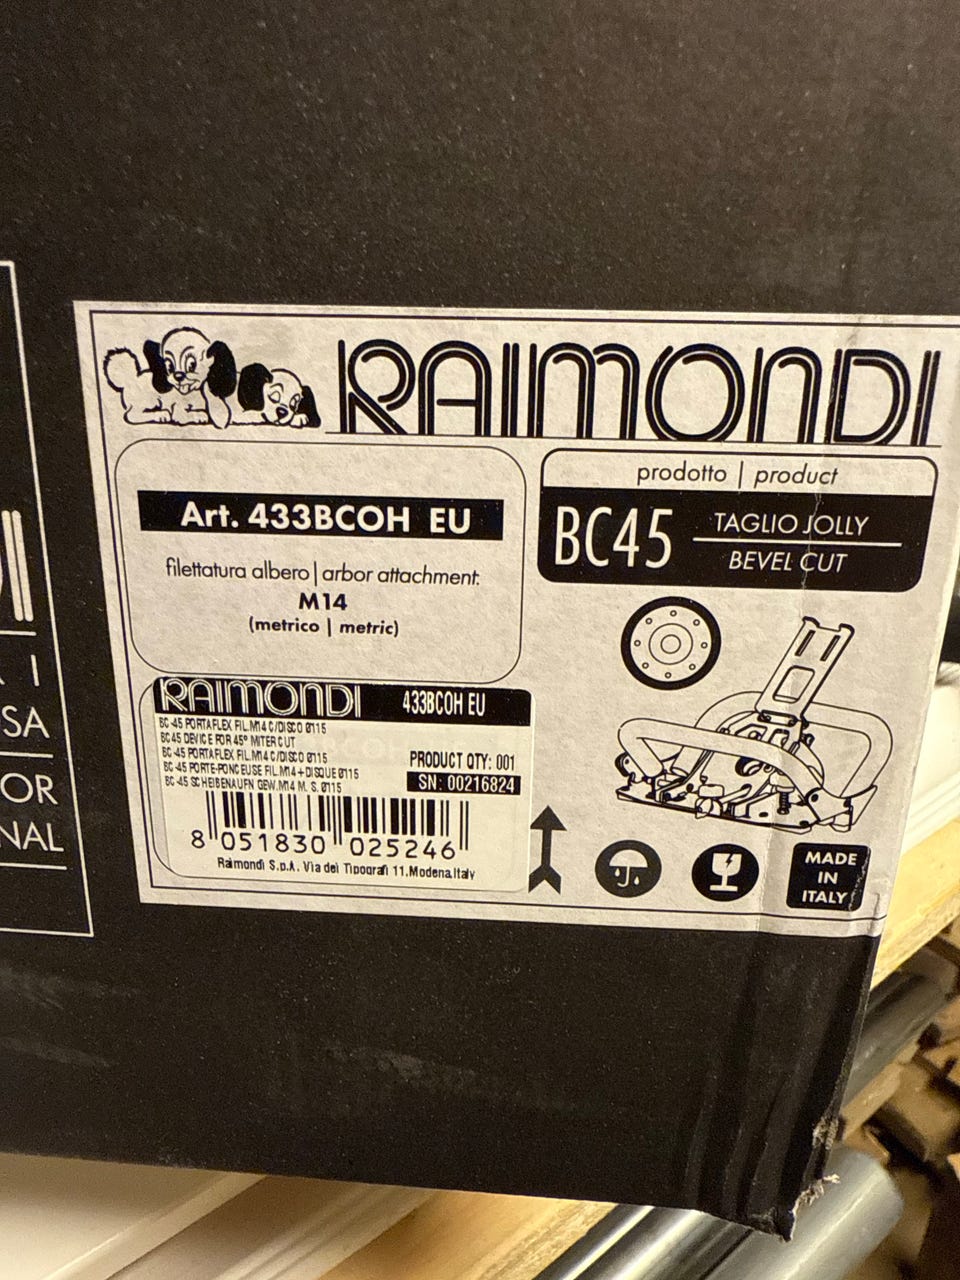 RAIMONDI
Art. 433BCOH EU
filettatura albero | arbor attachment:
M14
(metrico | metric)
prodotto | product
BC45
TAGLIO JOLLY
BEVEL CUT
RAIMONDI 433BCOH EU
BC-45 PORTAFLEX FIL.M14 C/DISCO Ø115
BC45 DEVICE FOR 45° MITER CUT
BC-45 PORTAFLEX FIL.M14 C/DISCO Ø115
BC-45 PORTE-PONCEUSE FIL.M14+DISQUE Ø115
BC-45 SCHEIBENAUFN GEW.M14 M. S. Ø115
PRODUCT QTY: 001
SN: 00216824
8 051830 025246
Raimondi S.p.A. Via dei Tipografi 11,Modena,Italy
MADE
IN
ITALY
I
SA
OR
NAL